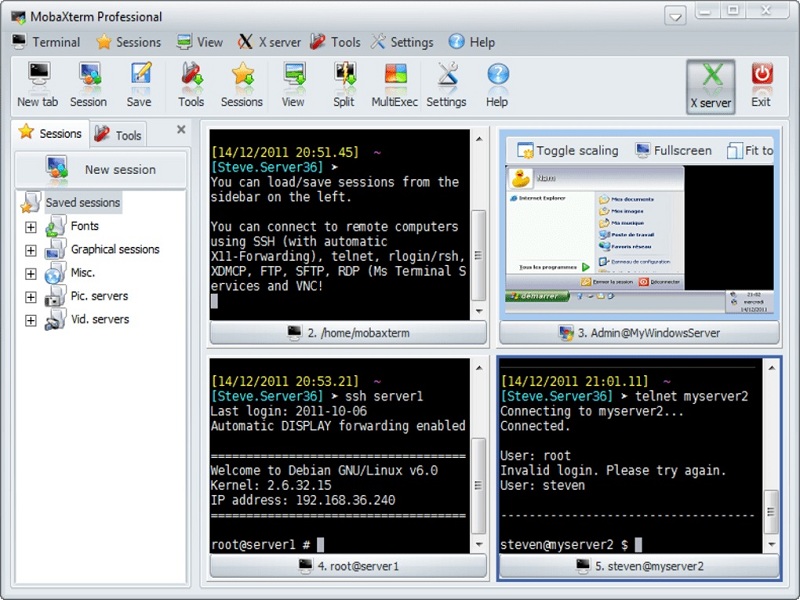 MobaXterm Professional
Terminal Sessions View X server Tools Settings Help
New tab Session Save Tools Sessions View Split MultiExec Settings Help X server Exit
Sessions Tools
New session
Saved sessions
Fonts
Graphical sessions
Misc.
Pic. servers
Vid. servers
[14/12/2011 20:51.45] ~
[Steve.Server36] ➤
You can load/save sessions from the
sidebar on the left.
You can connect to remote computers
using SSH (with automatic
X11-Forwarding), telnet, rlogin/rsh,
XDMCP, FTP, SFTP, RDP (Ms Terminal S
ervices and VNC!
2. /home/mobaxterm
Toggle scaling Fullscreen Fit to
Nam
Internet Explorer
Mes documents
Mes images
Ma musique
Poste de travail
Favoris réseau
Panneau de configuration
Tous les programmes
Fermer la session Déconnecter
démarrer
21:02
mercredi
14/12/2011
3. Admin@MyWindowsServer
[14/12/2011 20:53.21] ~
[Steve.Server36] ➤ ssh server1
Last login: 2011-10-06
Automatic DISPLAY forwarding enabled
====================================
Welcome to Debian GNU/Linux v6.0
Kernel: 2.6.32.15
IP address: 192.168.36.240
====================================
root@server1 #
4. root@server1
[14/12/2011 21:01.11] ~
[Steve.Server36] ➤ telnet myserver2
Connecting to myserver2...
Connected.
User: root
Invalid login. Please try again.
User: steven
-----------------------------------
steven@myserver2 $
5. steven@myserver2